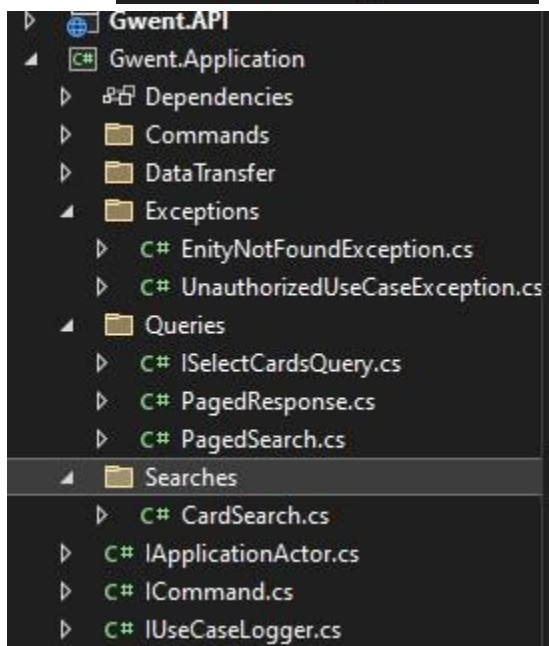 Gwent.API
C# Gwent.Application
Dependencies
Commands
DataTransfer
Exceptions
C# EnityNotFoundException.cs
C# UnauthorizedUseCaseException.cs
Queries
C# ISelectCardsQuery.cs
C# PagedResponse.cs
C# PagedSearch.cs
Searches
C# CardSearch.cs
C# IApplicationActor.cs
C# ICommand.cs
C# IUseCaseLogger.cs